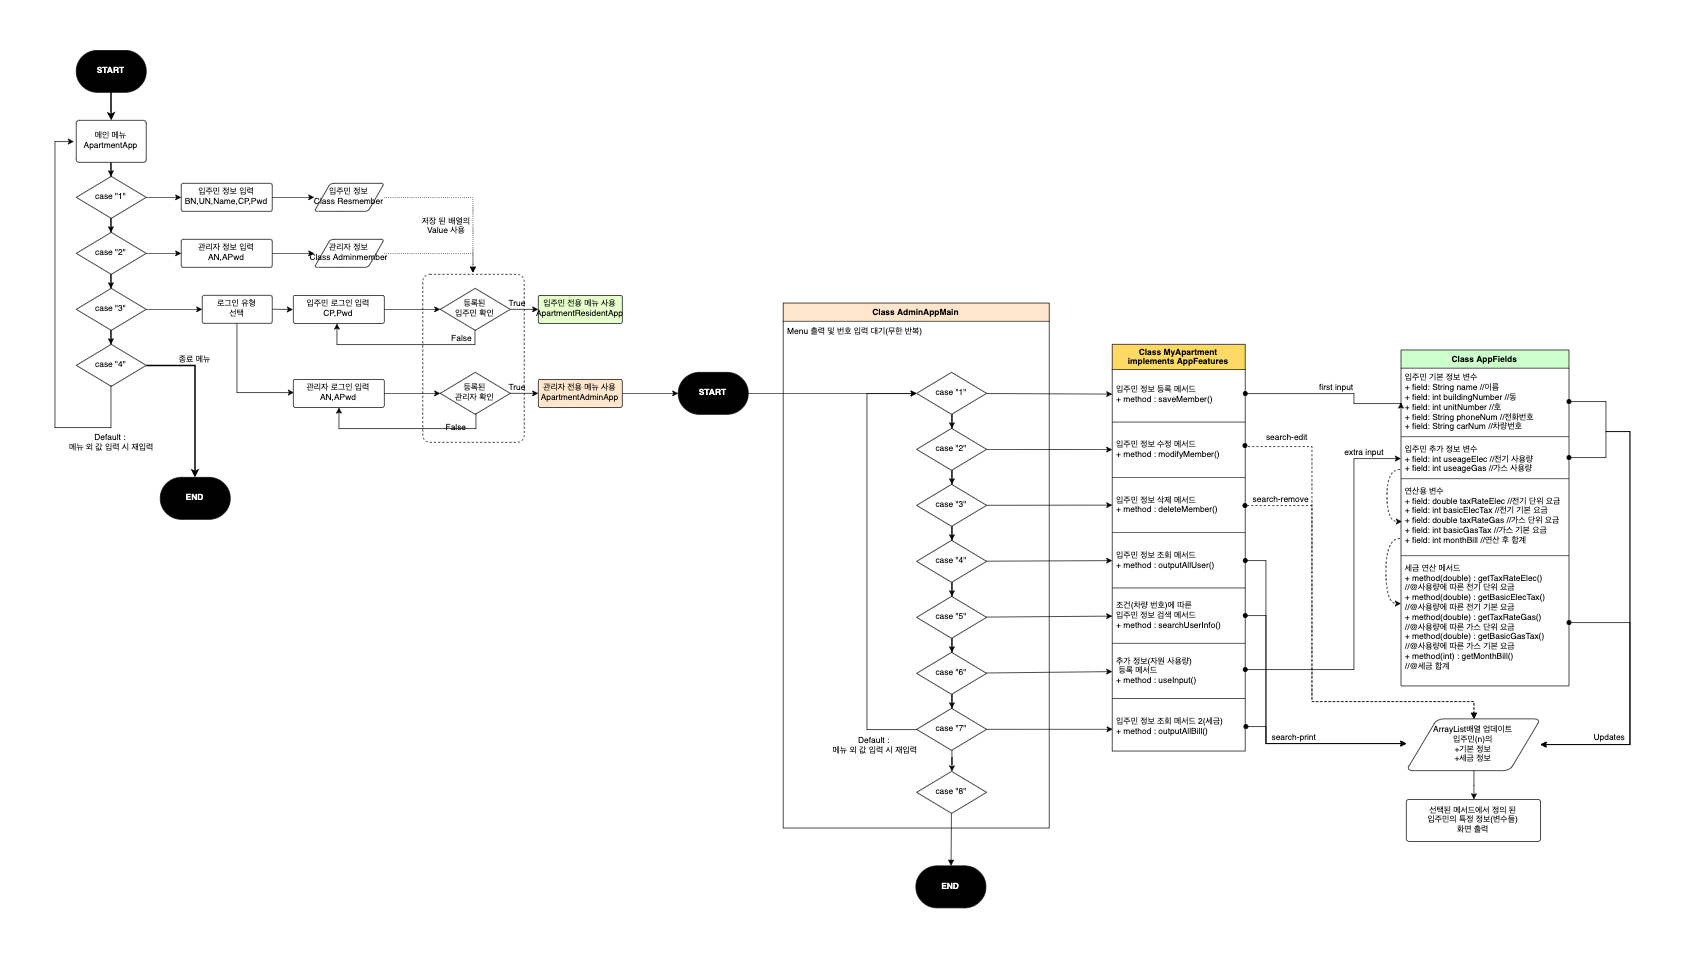 START
메인 메뉴
ApartmentApp
case "1"
입주민 정보 입력
BN,UN,Name,CP,Pwd
입주민 정보
Class Resmember
저장 된 배열의
Value 사용
case "2"
관리자 정보 입력
AN,APwd
관리자 정보
Class Adminmember
case "3"
로그인 유형
선택
입주민 로그인 입력
CP,Pwd
등록된
입주민 확인
True
False
입주민 전용 메뉴 사용
ApartmentResidentApp
case "4"
종료 메뉴
관리자 로그인 입력
AN,APwd
등록된
관리자 확인
True
False
관리자 전용 메뉴 사용
ApartmentAdminApp
Default :
메뉴 외 값 입력 시 재입력
END
START
Class AdminAppMain
Menu 출력 및 번호 입력 대기(무한 반복)
case "1"
case "2"
case "3"
case "4"
case "5"
case "6"
case "7"
Default :
메뉴 외 값 입력 시 재입력
case "8"
END
Class MyApartment
implements AppFeatures
입주민 정보 등록 메서드
+ method : saveMember()
입주민 정보 수정 메서드
+ method : modifyMember()
입주민 정보 삭제 메서드
+ method : deleteMember()
입주민 정보 조회 메서드
+ method : outputAllUser()
조건(차량 번호)에 따른
입주민 정보 검색 메서드
+ method : searchUserInfo()
추가 정보(자원 사용량)
등록 메서드
+ method : useInput()
입주민 정보 조회 메서드 2(세금)
+ method : outputAllBill()
first input
search-edit
extra input
search-remove
search-print
Class AppFields
입주민 기본 정보 변수
+ field: String name //이름
+ field: int buildingNumber //동
+ field: int unitNumber //호
+ field: String phoneNum //전화번호
+ field: String carNum //차량번호
입주민 추가 정보 변수
+ field: int useageElec //전기 사용량
+ field: int useageGas //가스 사용량
연산용 변수
+ field: double taxRateElec //전기 단위 요금
+ field: int basicElecTax //전기 기본 요금
+ field: double taxRateGas //가스 단위 요금
+ field: int basicGasTax //가스 기본 요금
+ field: int monthBill //연산 후 합계
세금 연산 메서드
+ method(double) : getTaxRateElec()
//@사용량에 따른 전기 단위 요금
+ method(double) : getBasicElecTax()
//@사용량에 따른 전기 기본 요금
+ method(double) : getTaxRateGas()
//@사용량에 따른 가스 단위 요금
+ method(double) : getBasicGasTax()
//@사용량에 따른 가스 기본 요금
+ method(int) : getMonthBill()
//@세금 합계
ArrayList배열 업데이트
입주민(n)의
+기본 정보
+세금 정보
Updates
선택된 메서드에서 정의 된
입주민의 특정 정보(변수들)
화면 출력